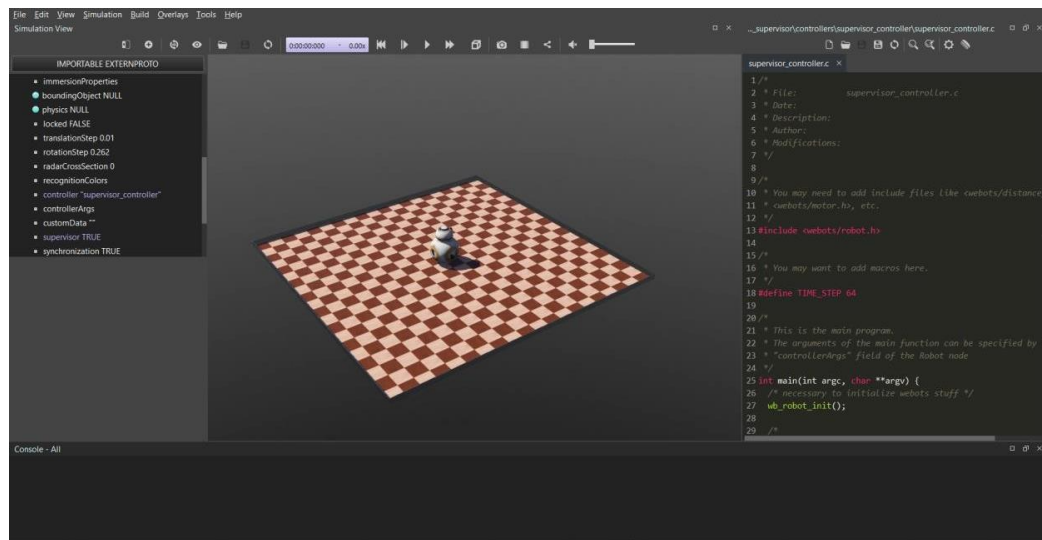 File Edit View Simulation Build Overlays Tools Help
Simulation View
0:00:00:000 - 0.00x
IMPORTABLE EXTERNPROTO
immersionProperties
boundingObject NULL
physics NULL
locked FALSE
translationStep 0.01
rotationStep 0.262
radarCrossSection 0
recognitionColors
controller "supervisor_controller"
controllerArgs
customData ""
supervisor TRUE
synchronization TRUE
..._supervisor\controllers\supervisor_controller\supervisor_controller.c
supervisor_controller.c
1 /*
2 * File: supervisor_controller.c
3 * Date:
4 * Description:
5 * Author:
6 * Modifications:
7 */
8
9 /*
10 * You may need to add include files like <webots/distance
11 * <webots/motor.h>, etc.
12 */
13 #include <webots/robot.h>
14
15 /*
16 * You may want to add macros here.
17 */
18 #define TIME_STEP 64
19
20 /*
21 * This is the main program.
22 * The arguments of the main function can be specified by
23 * "controllerArgs" field of the Robot node
24 */
25 int main(int argc, char **argv) {
26 /* necessary to initialize webots stuff */
27 wb_robot_init();
28
29 /*
Console - All